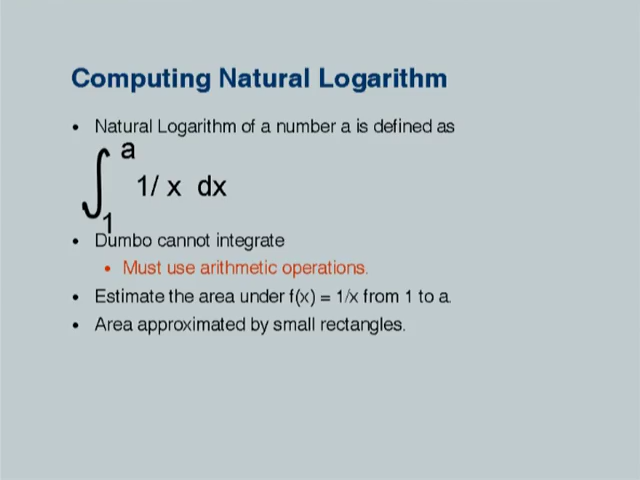 Computing Natural Logarithm
• Natural Logarithm of a number a is defined as
∫ a
1/ x dx
1
• Dumbo cannot integrate
• Must use arithmetic operations.
• Estimate the area under f(x) = 1/x from 1 to a.
• Area approximated by small rectangles.